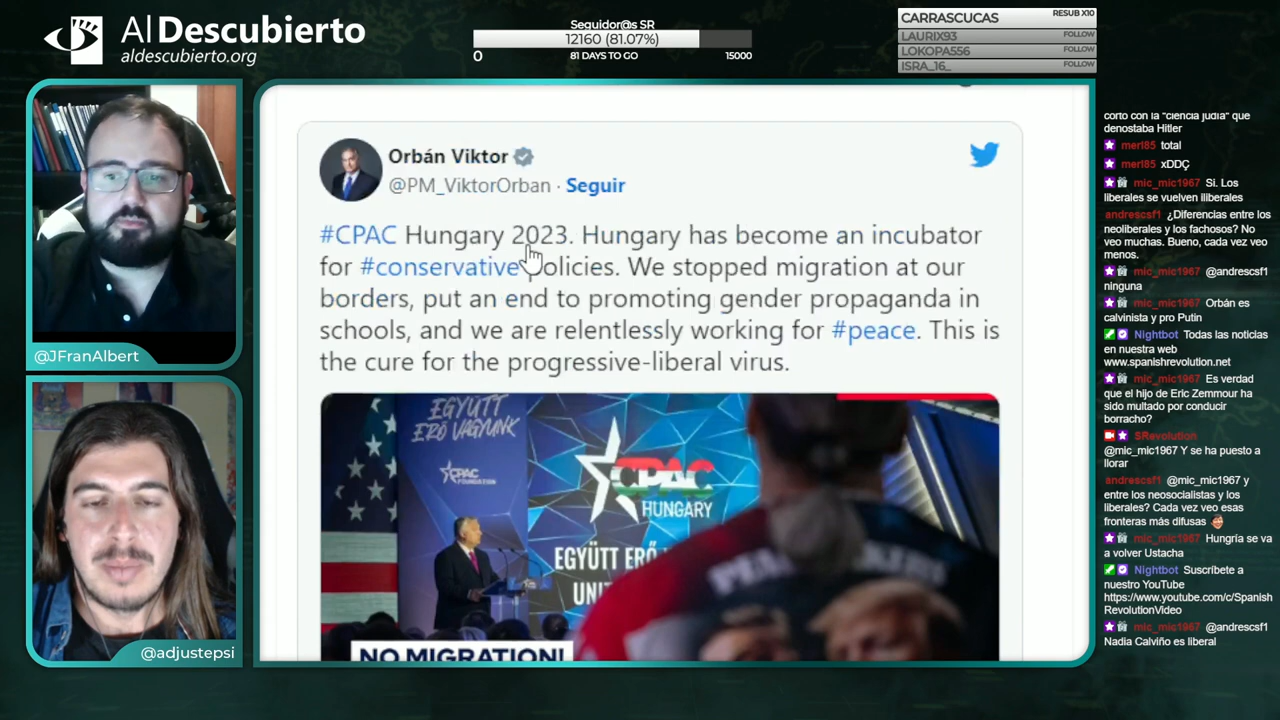 Al Descubierto
aldescubierto.org
Seguidor@s SR
12160 (81.07%)
0 81 DAYS TO GO 15000
CARRASCUCAS RESUB X10
LAURIX93 FOLLOW
LOKOPA556 FOLLOW
ISRA_16_ FOLLOW
@JFranAlbert
@adjustepsi
Orbán Viktor
@PM_ViktorOrban · Seguir
#CPAC Hungary 2023. Hungary has become an incubator
for #conservative policies. We stopped migration at our
borders, put an end to promoting gender propaganda in
schools, and we are relentlessly working for #peace. This is
the cure for the progressive-liberal virus.
EGYÜTT
ERŐ VAGYUNK
CPAC
FOUNDATION
CPAC
HUNGARY
EGYÜTT ERŐ
UNIT
NO MIGRATION!
corto con la "ciencia judía" que
denostaba Hitler
merl85 total
merl85 xDDÇ
mic_mic1967 Si. Los
liberales se vuelven iliberales
andrescsf1 ¿Diferencias entre los
neoliberales y los fachosos? No
veo muchas. Bueno, cada vez veo
menos.
mic_mic1967 @andrescsf1
ninguna
mic_mic1967 Orbán es
calvinista y pro Putin
Nightbot Todas las noticias
en nuestra web
www.spanishrevolution.net
mic_mic1967 Es verdad
que el hijo de Eric Zemmour ha
sido multado por conducir
borracho?
SRevolution
@mic_mic1967 Y se ha puesto a
llorar
andrescsf1 @mic_mic1967 y
entre los neosocialistas y los
liberales? Cada vez veo esas
fronteras más difusas
mic_mic1967 Hungría se va
a volver Ustacha
Nightbot Suscribete a
nuestro YouTube
https://www.youtube.com/c/Spanish
RevolutionVideo
mic_mic1967 @andrescsf1
Nadia Calviño es liberal